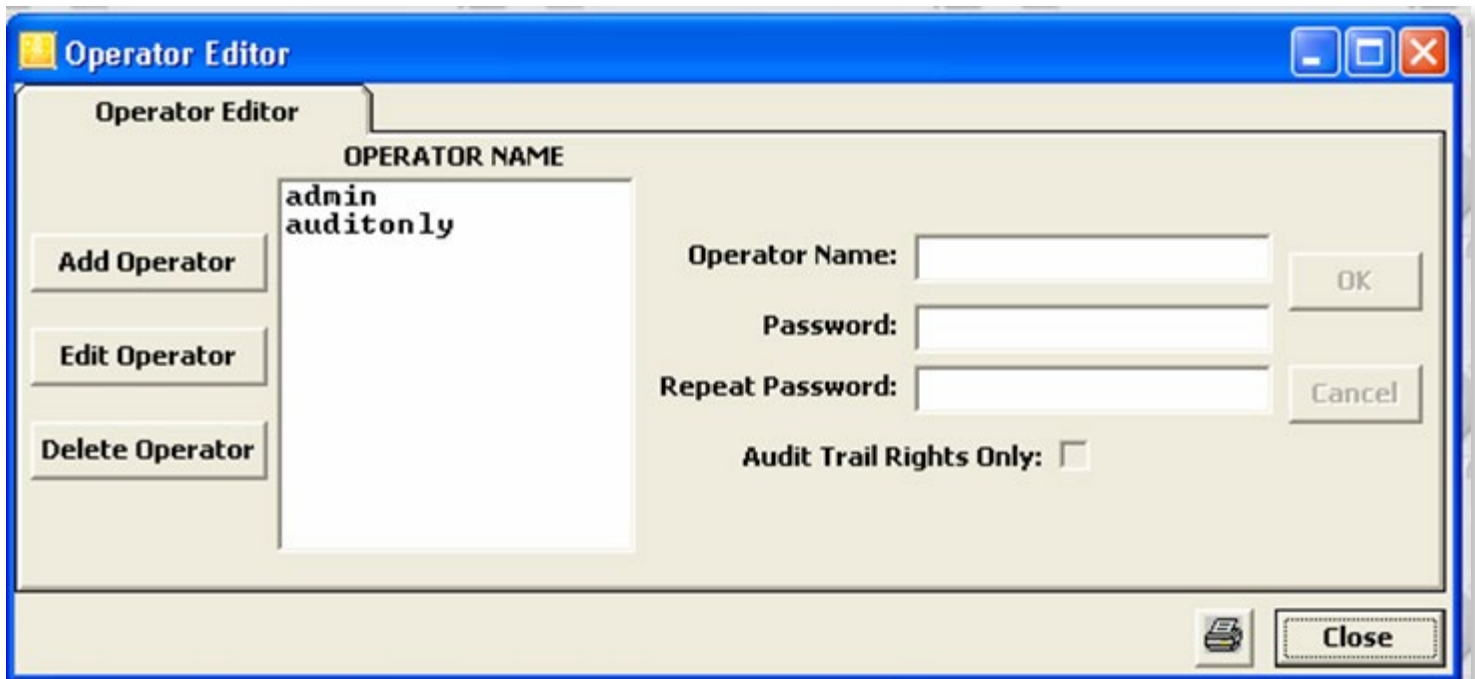 Operator Editor
Operator Editor
OPERATOR NAME
admin
auditonly
Add Operator
Edit Operator
Delete Operator
Operator Name:
Password:
Repeat Password:
Audit Trail Rights Only:
OK
Cancel
Close